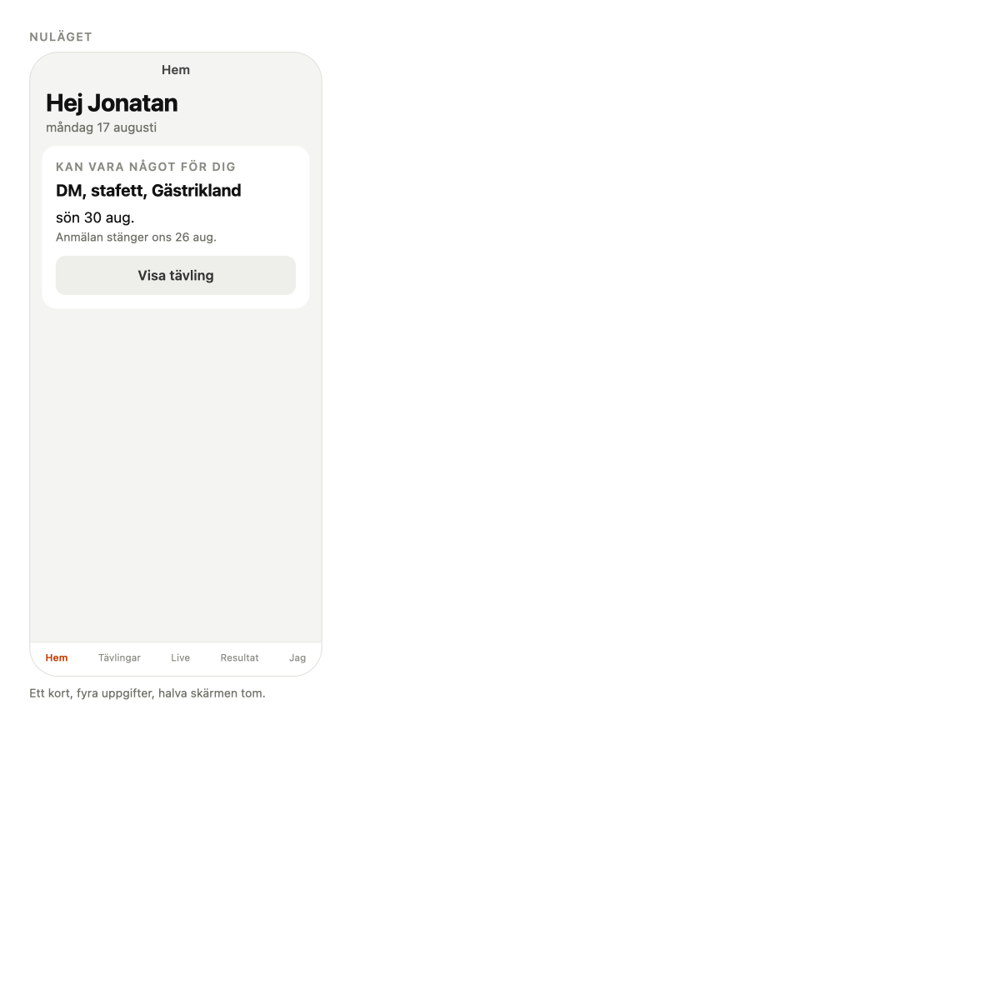 NULÄGET
Hem
Hej Jonatan
måndag 17 augusti
KAN VARA NÅGOT FÖR DIG
DM, stafett, Gästrikland
sön 30 aug.
Anmälan stänger ons 26 aug.
Visa tävling
Hem Tävlingar Live Resultat Jag
Ett kort, fyra uppgifter, halva skärmen tom.